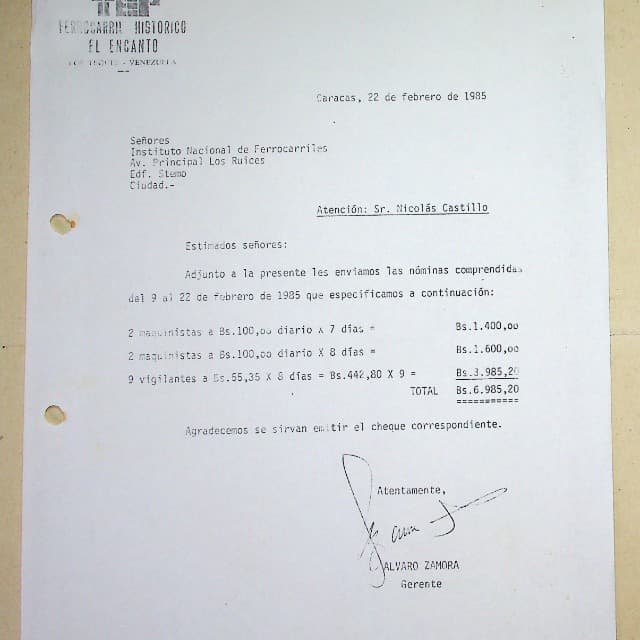 FERROCARRIL HISTORICO
EL ENCANTO
LOS TEQUES - VENEZUELA
Caracas, 22 de febrero de 1985
Señores
Instituto Nacional de Ferrocarriles
Av. Principal Los Ruices
Edf. Stemo
Ciudad.-
Atención: Sr. Nicolás Castillo
Estimados señores:
Adjunto a la presente les enviamos las nóminas comprendidas
del 9 al 22 de febrero de 1985 que especificamos a continuación:
2 maquinistas a Bs.100,oo diario X 7 días = Bs.1.400,oo
2 maquinistas a Bs.100,oo diario X 8 días = Bs.1.600,oo
9 vigilantes a Bs.55,35 X 8 días = Bs.442,80 X 9 = Bs.3.985,20
TOTAL Bs.6.985,20
===========
Agradecemos se sirvan emitir el cheque correspondiente.
Atentamente,
ALVARO ZAMORA
Gerente